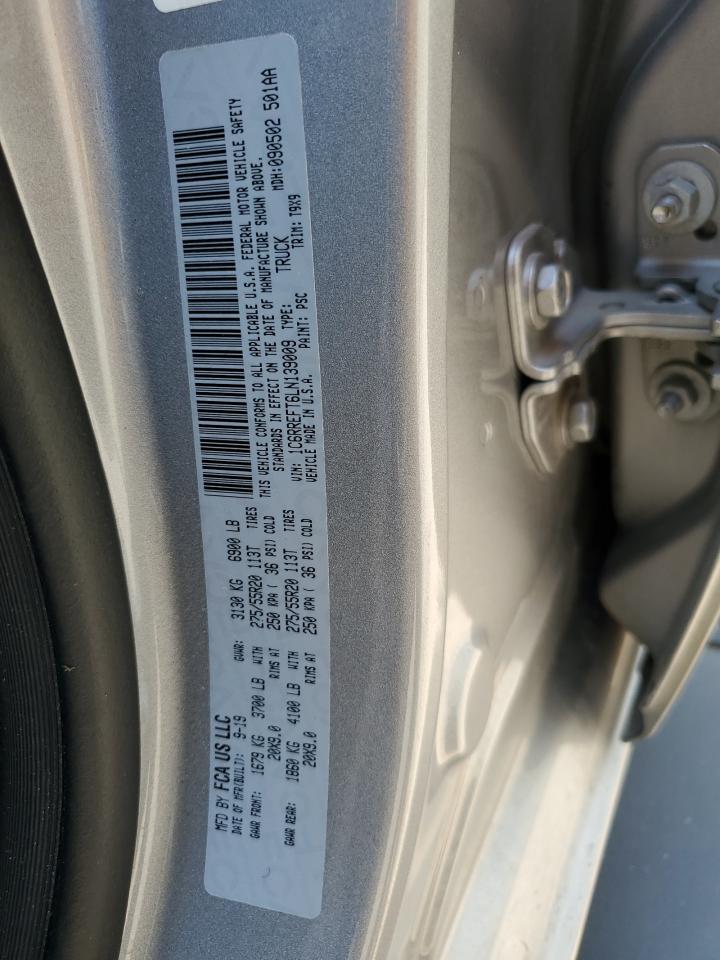 MFD BY FCA US LLC
DATE OF MFR(BUILT): 9-19 GVWR: 3130 KG 6900 LB
GAWR FRONT: 1679 KG 3700 LB WITH 275/55R20 113T TIRES
20X9.0 RIMS AT 250 KPA ( 36 PSI) COLD
GAWR REAR: 1860 KG 4100 LB WITH 275/55R20 113T TIRES
20X9.0 RIMS AT 250 KPA ( 36 PSI) COLD
THIS VEHICLE CONFORMS TO ALL APPLICABLE U.S.A. FEDERAL MOTOR VEHICLE SAFETY
STANDARDS IN EFFECT ON THE DATE OF MANUFACTURE SHOWN ABOVE.
VIN: 1C6RREFT6LN139009 TYPE: TRUCK MDH:090502 501AA
VEHICLE MADE IN U.S.A. PAINT: PSC TRIM: T9X9